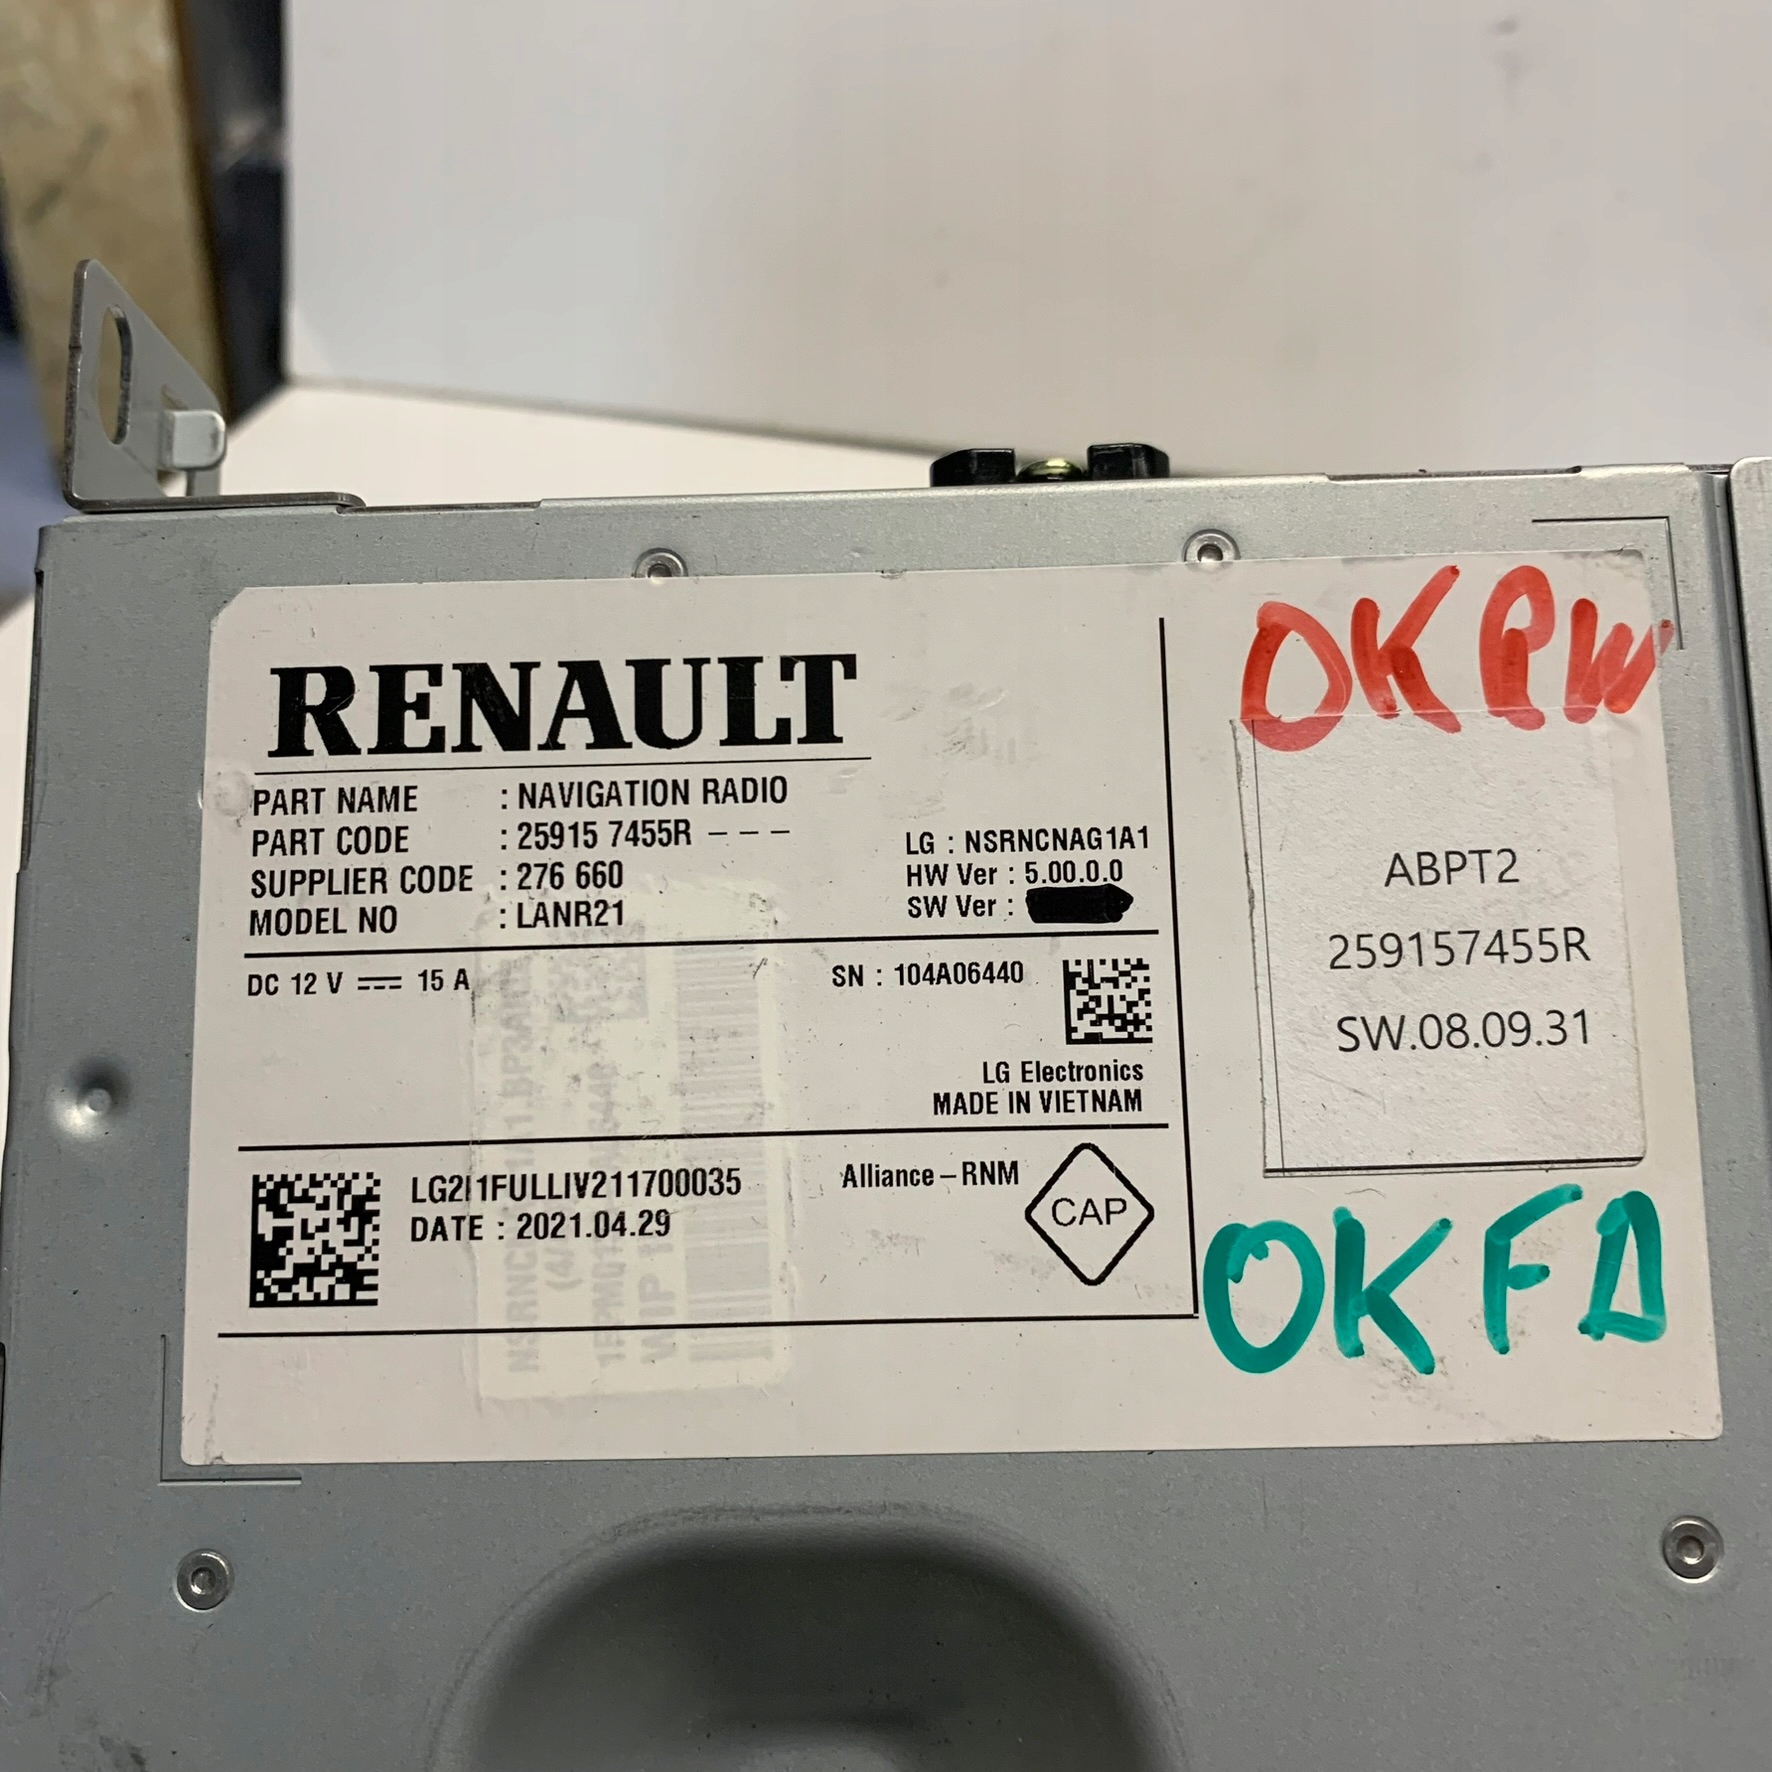 RENAULT
PART NAME : NAVIGATION RADIO
PART CODE : 25915 7455R - - -
SUPPLIER CODE : 276 660
MODEL NO : LANR21
LG : NSRNCNAG1A1
HW Ver : 5.00.0.0
SW Ver :
DC 12 V ⎓ 15 A
SN : 104A06440
LG Electronics
MADE IN VIETNAM
LG2I1FULLIV211700035
DATE : 2021.04.29
Alliance-RNM
CAP
OK PW
ABPT2
259157455R
SW.08.09.31
OK FD